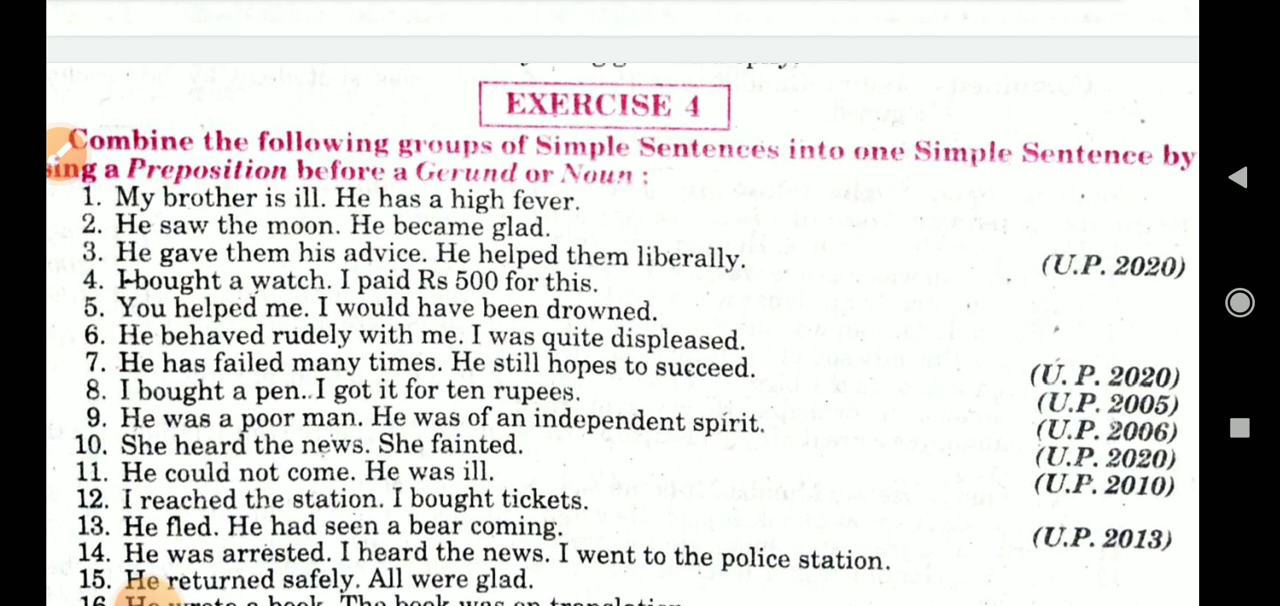 EXERCISE 4
Combine the following groups of Simple Sentences into one Simple Sentence by
a Preposition before a Gerund or Noun :
1. My brother is ill. He has a high fever.
2. He saw the moon. He became glad.
3. He gave them his advice. He helped them liberally. (U.P. 2020)
4. I bought a watch. I paid Rs 500 for this.
5. You helped me. I would have been drowned.
6. He behaved rudely with me. I was quite displeased.
7. He has failed many times. He still hopes to succeed. (U. P. 2020)
8. I bought a pen..I got it for ten rupees. (U.P. 2005)
9. He was a poor man. He was of an independent spirit. (U.P. 2006)
10. She heard the news. She fainted. (U.P. 2020)
11. He could not come. He was ill. (U.P. 2010)
12. I reached the station. I bought tickets.
13. He fled. He had seen a bear coming. (U.P. 2013)
14. He was arrested. I heard the news. I went to the police station.
15. He returned safely. All were glad.